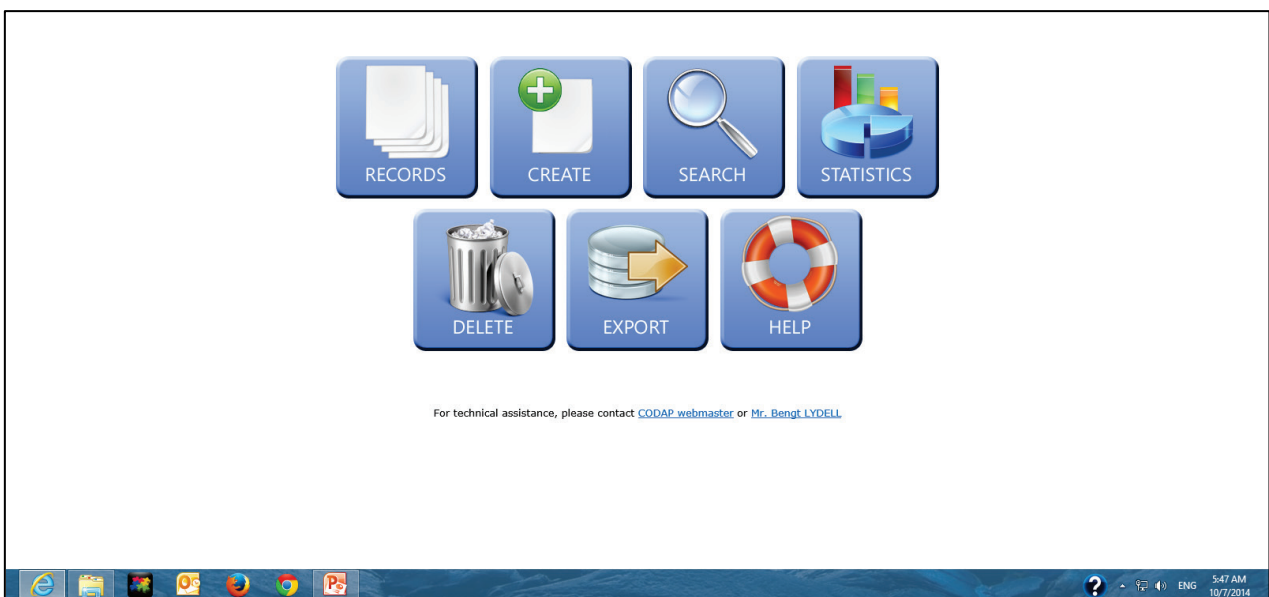 RECORDS CREATE SEARCH STATISTICS
DELETE EXPORT HELP
For technical assistance, please contact CODAP webmaster or Mr. Bengt LYDELL
ENG 5:47 AM
10/7/2014